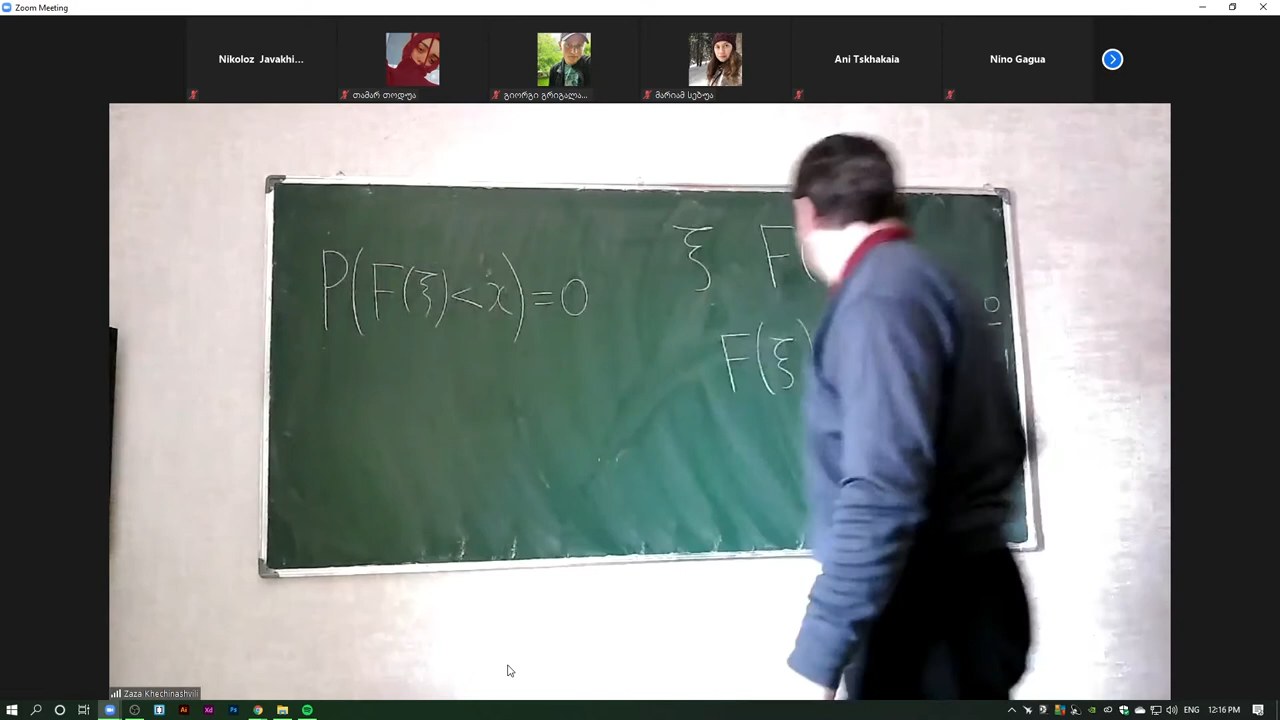 Zoom Meeting
Nikoloz Javakhi...
Ani Tskhakaia
Nino Gagua
თამარ თოდუა
გიორგი გრიგალა...
მარიამ სებუა
P(F(ξ)<x)=0
ξ F(
0
F(ξ)
Zaza Khechinashvili
ENG
12:16 PM